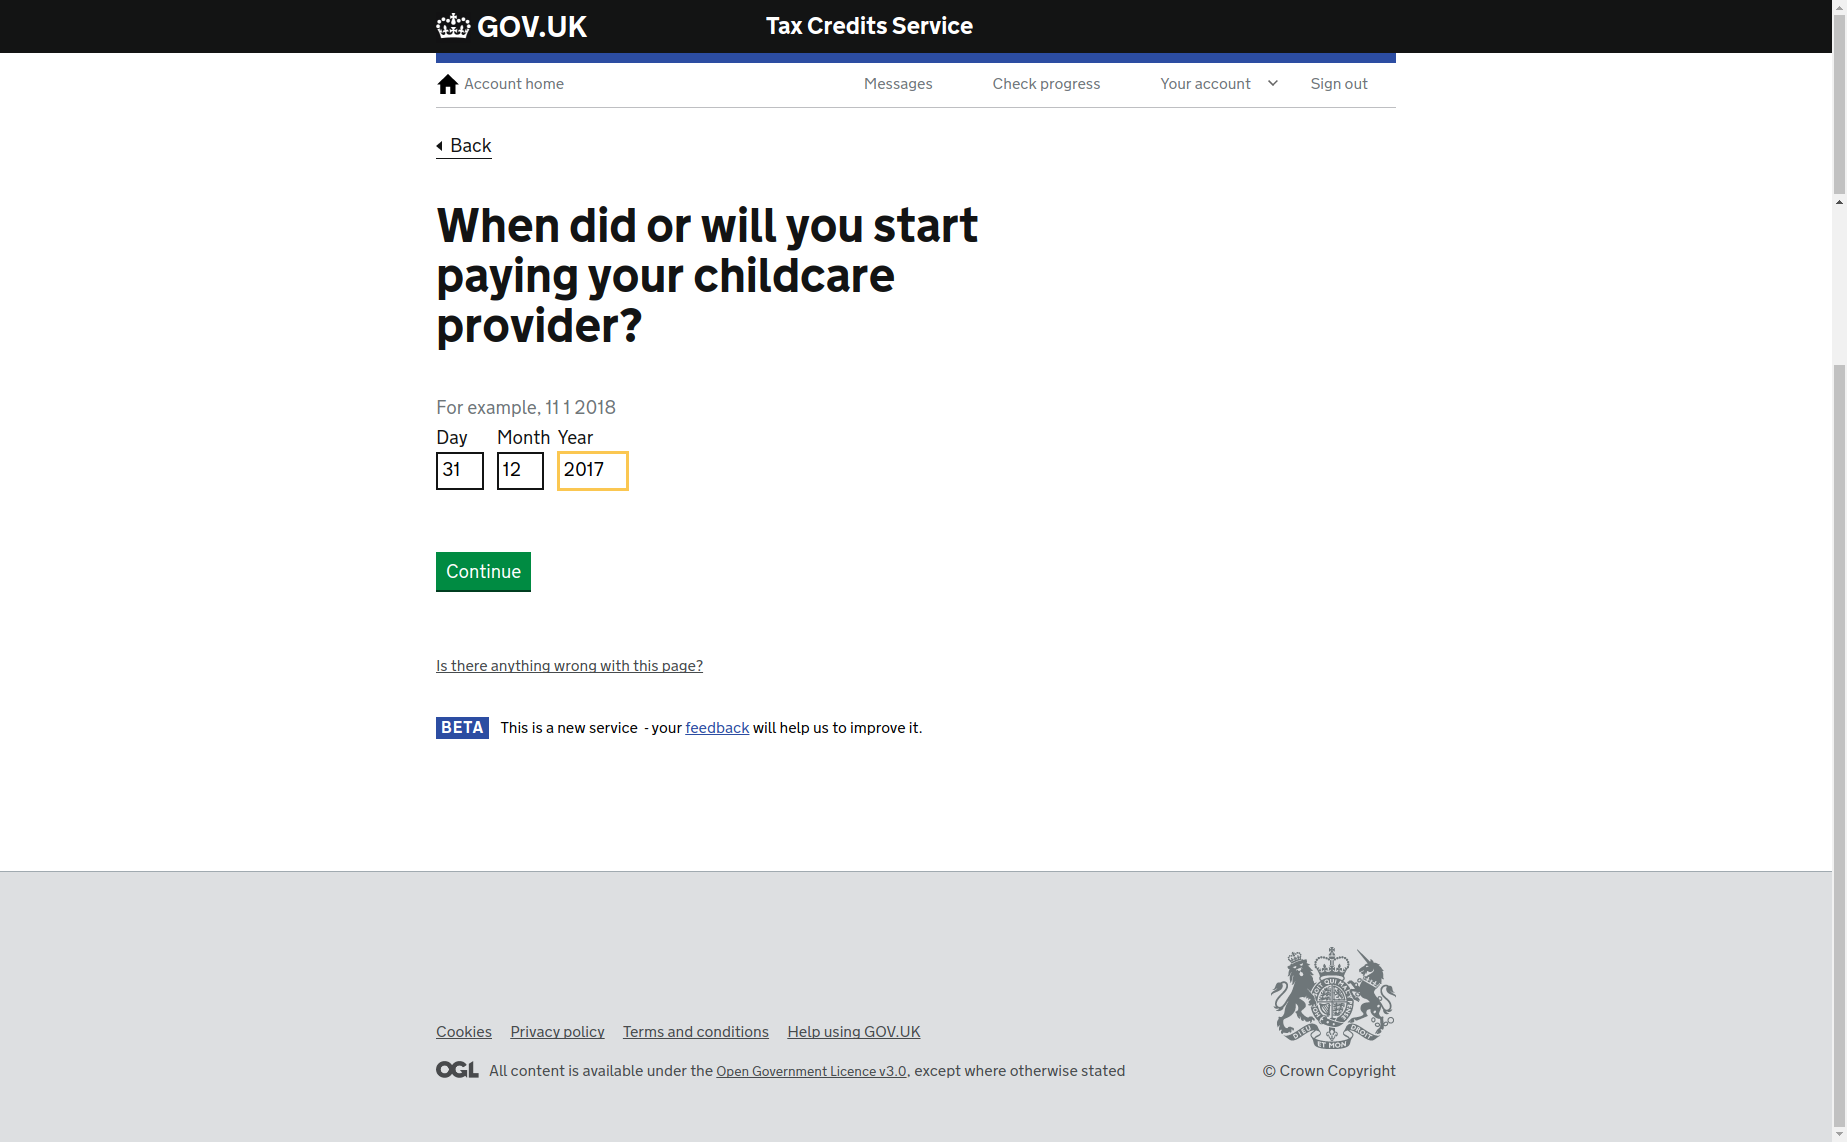 GOV.UK
Tax Credits Service
Account home
Messages
Check progress
Your account
Sign out
Back
When did or will you start
paying your childcare
provider?
For example, 11 1 2018
Day Month Year
31 12 2017
Continue
Is there anything wrong with this page?
BETA This is a new service - your feedback will help us to improve it.
Cookies Privacy policy Terms and conditions Help using GOV.UK
OGL All content is available under the Open Government Licence v3.0, except where otherwise stated
DIEU ET MON DROIT
© Crown Copyright